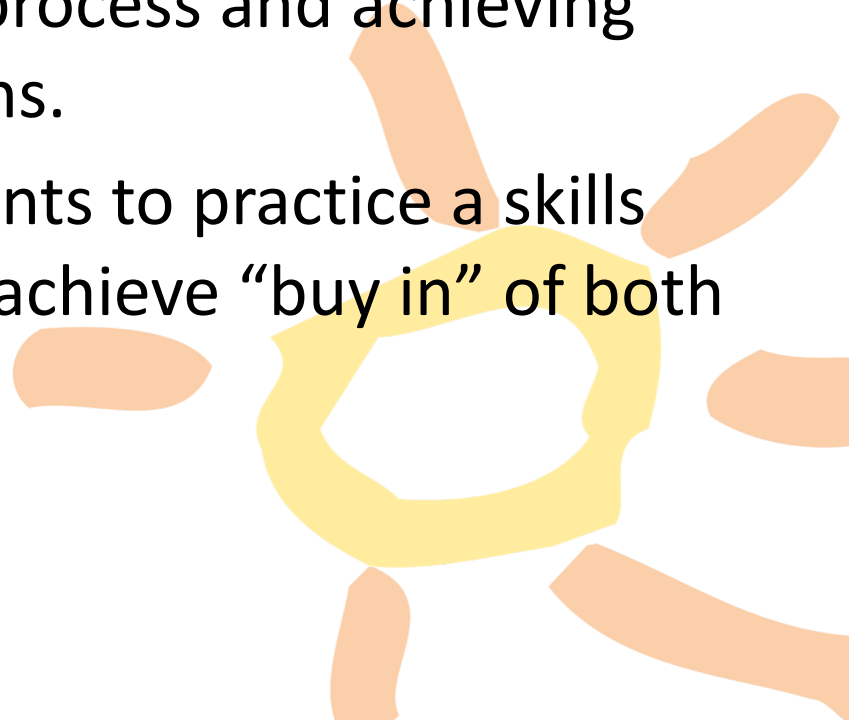 process and achieving
ns.
nts to practice a skills
achieve “buy in” of both